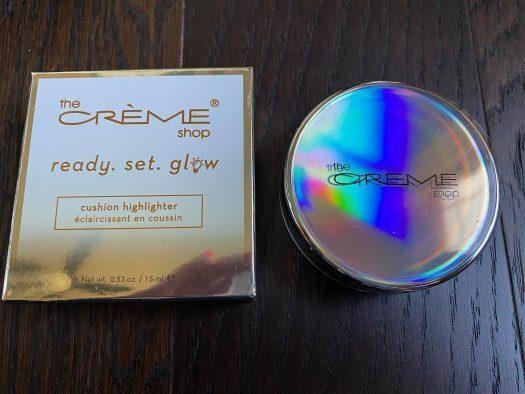 the
CRÈME®
shop
ready. set. glow
cushion highlighter
éclaircissant en coussin
Net wt. 0.53 oz. / 15 ml. e
the
CRÈME®
shop